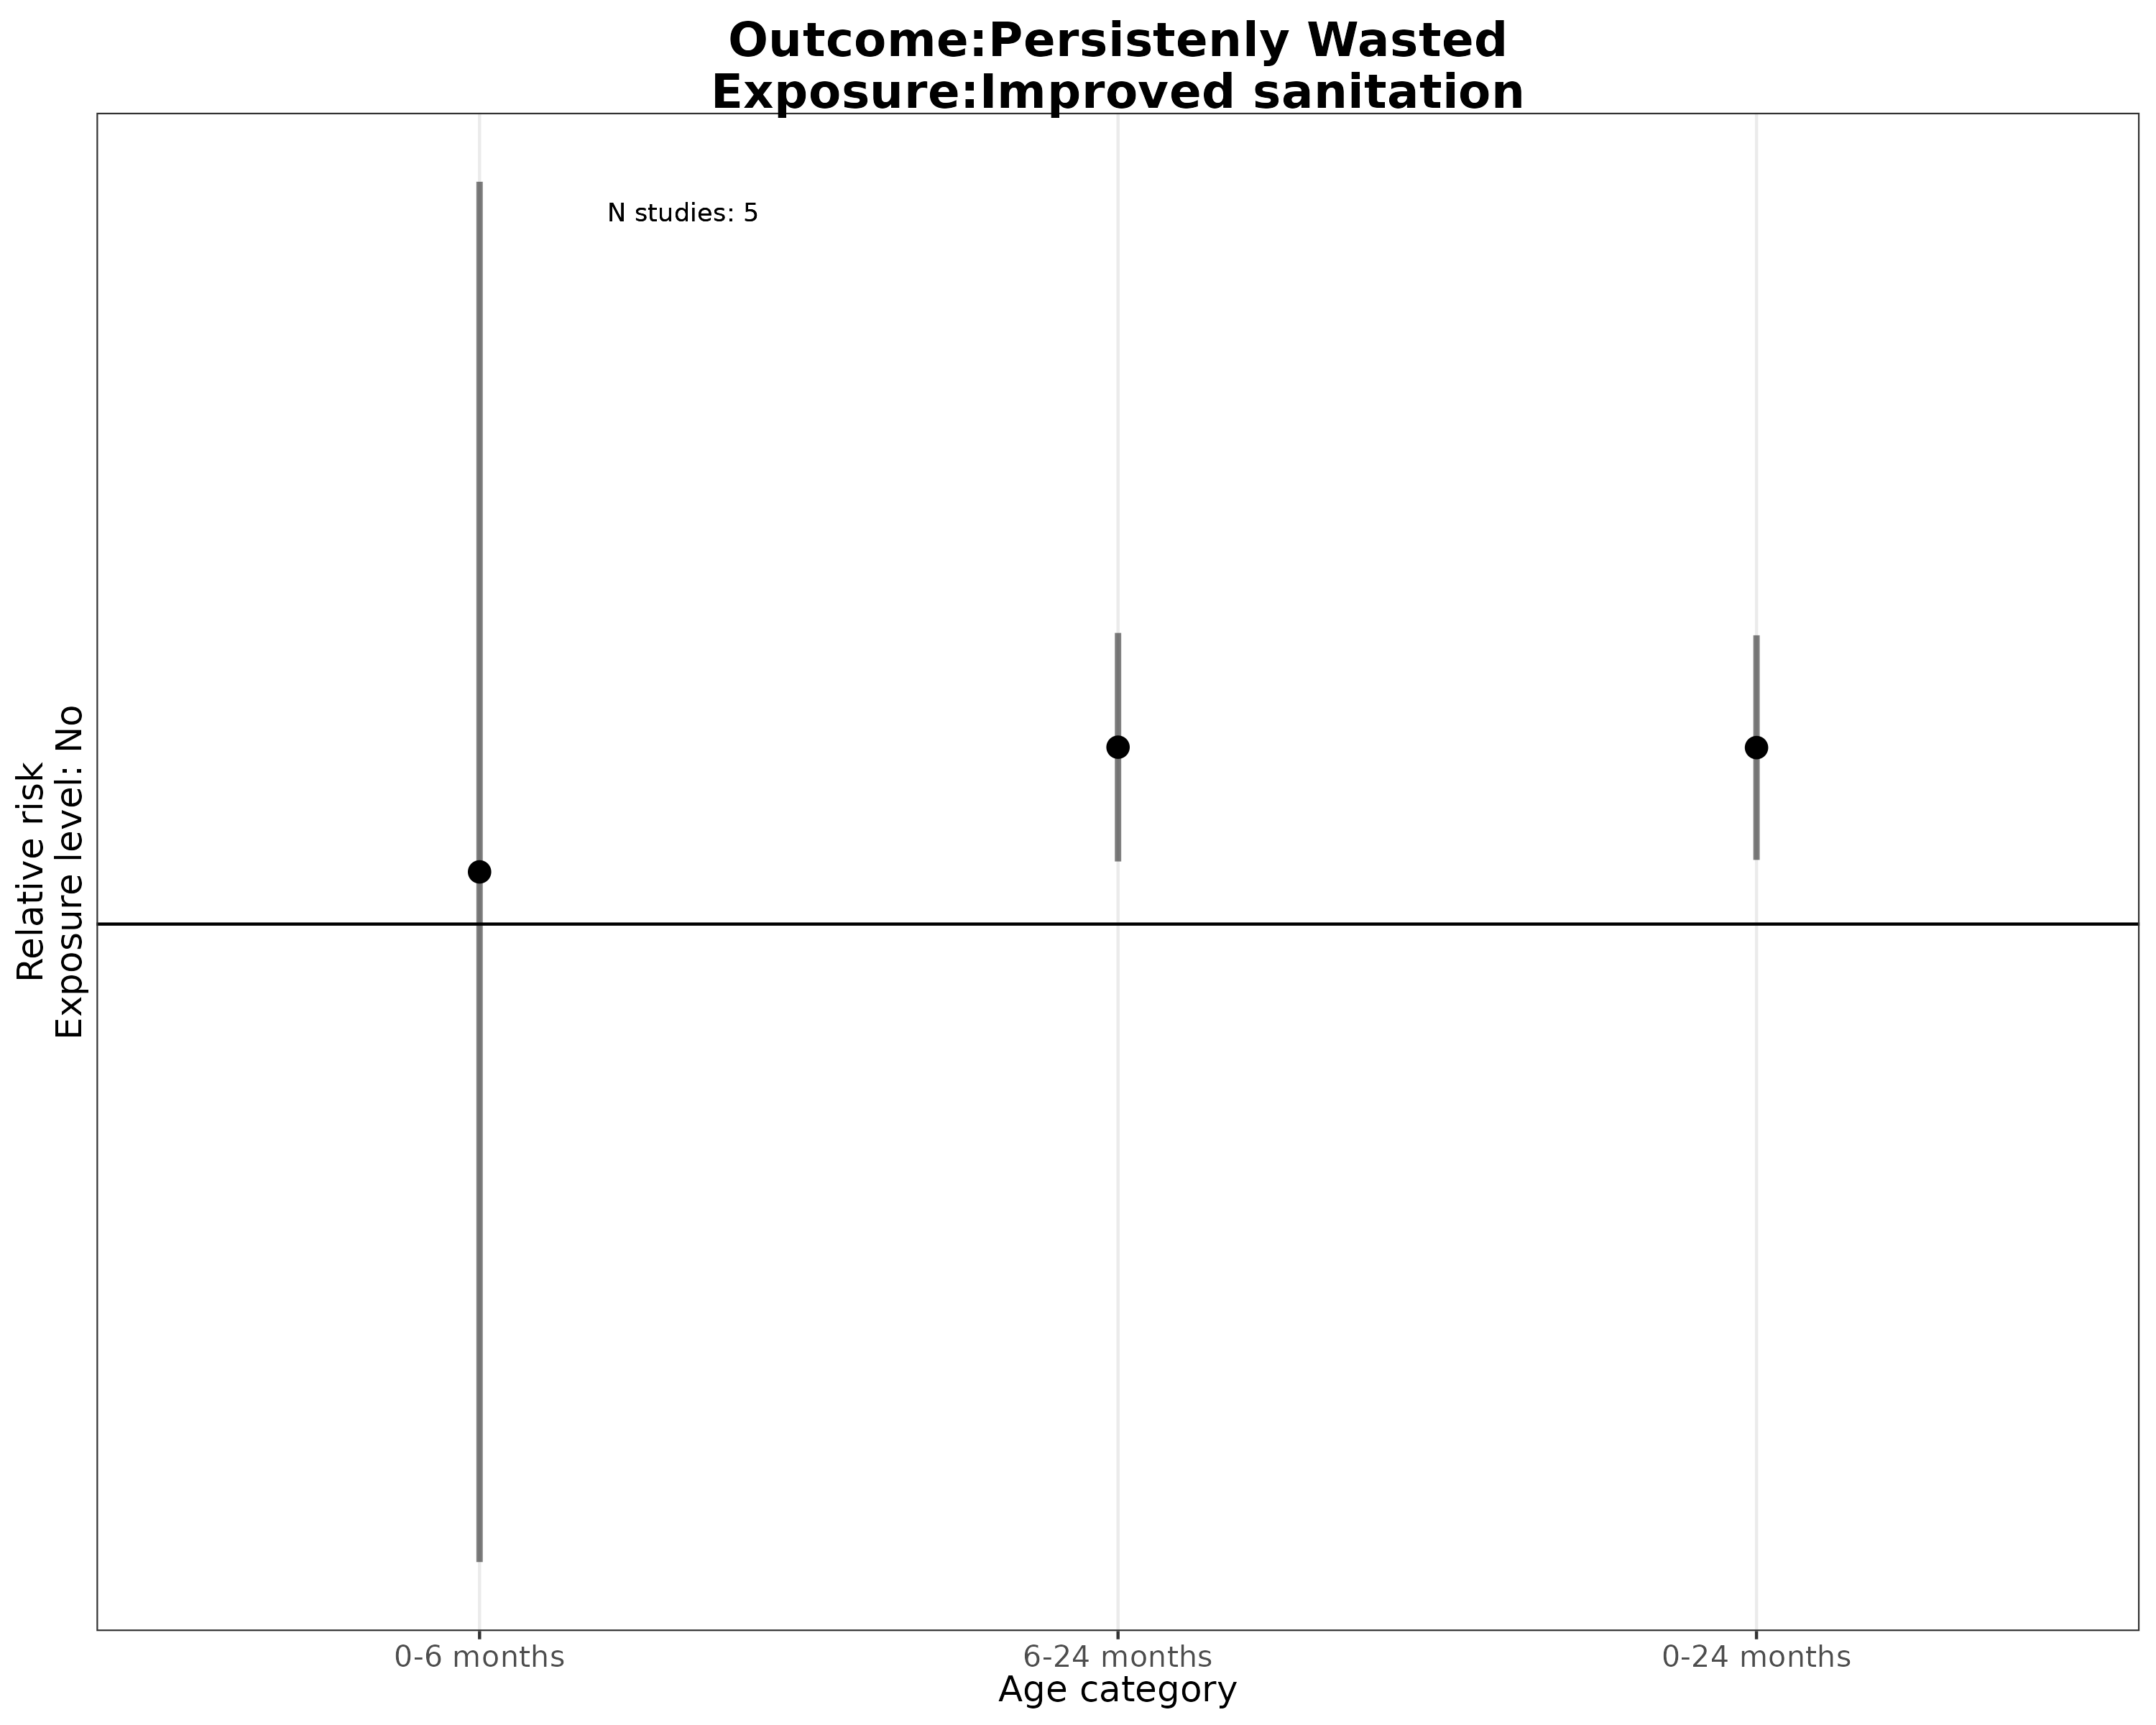 Outcome:Persistenly Wasted
Exposure:Improved sanitation
N studies: 5
Relative risk
Exposure level: No
0-6 months
6-24 months
0-24 months
Age category